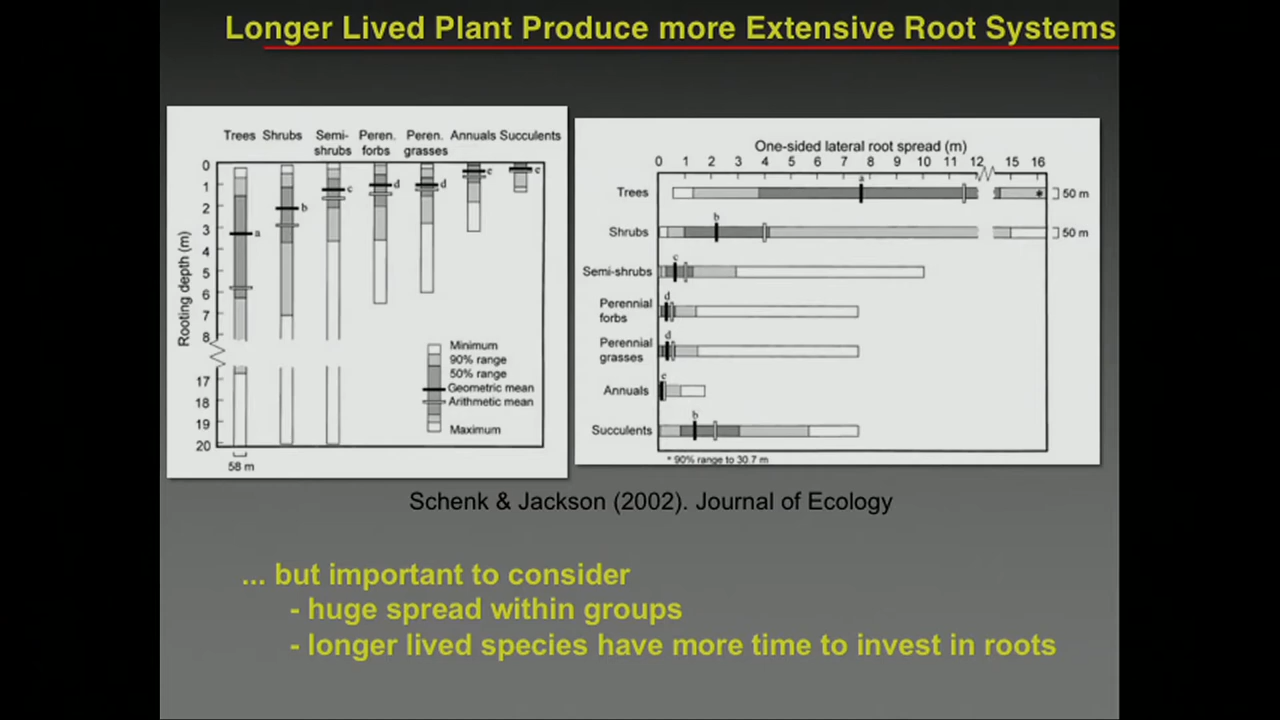 Longer Lived Plant Produce more Extensive Root Systems
Trees Shrubs Semi-shrubs Peren. forbs Peren. grasses Annuals Succulents
Rooting depth (m)
0
1
2
3
4
5
6
7
8
17
18
19
20
a
b
c
d
d
e
e
Minimum
90% range
50% range
Geometric mean
Arithmetic mean
Maximum
58 m
One-sided lateral root spread (m)
0 1 2 3 4 5 6 7 8 9 10 11 12 15 16
a
Trees * 50 m
b
Shrubs 50 m
c
Semi-shrubs
d
Perennial
forbs
d
Perennial
grasses
e
Annuals
b
Succulents
* 90% range to 30.7 m
Schenk & Jackson (2002). Journal of Ecology
... but important to consider
- huge spread within groups
- longer lived species have more time to invest in roots